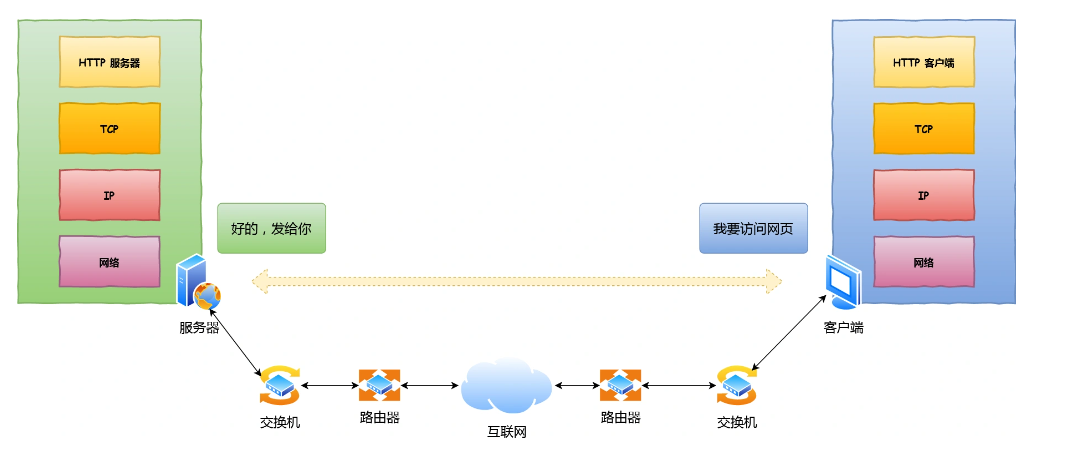 HTTP 服务器
TCP
IP
网络
HTTP 客户端
TCP
IP
网络
好的，发给你
我要访问网页
服务器
客户端
交换机
路由器
互联网
路由器
交换机